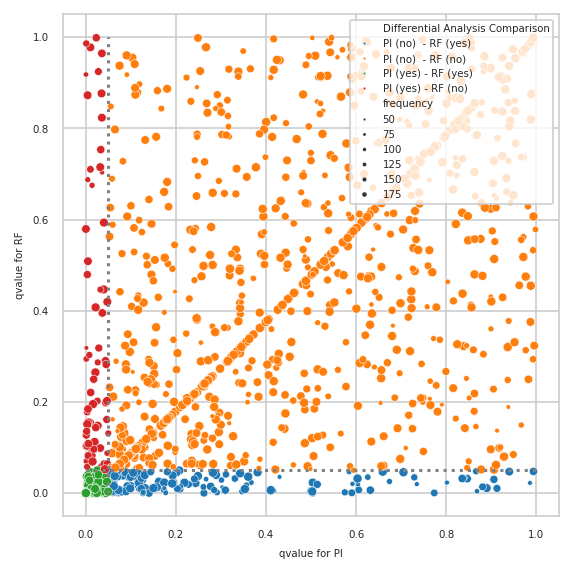 Differential Analysis Comparison
PI (no)  - RF (yes)
PI (no)  - RF (no)
PI (yes) - RF (yes)
PI (yes) - RF (no)
frequency
50
75
100
125
150
175
1.0
0.8
0.6
0.4
0.2
0.0
qvalue for RF
0.0 0.2 0.4 0.6 0.8 1.0
qvalue for PI